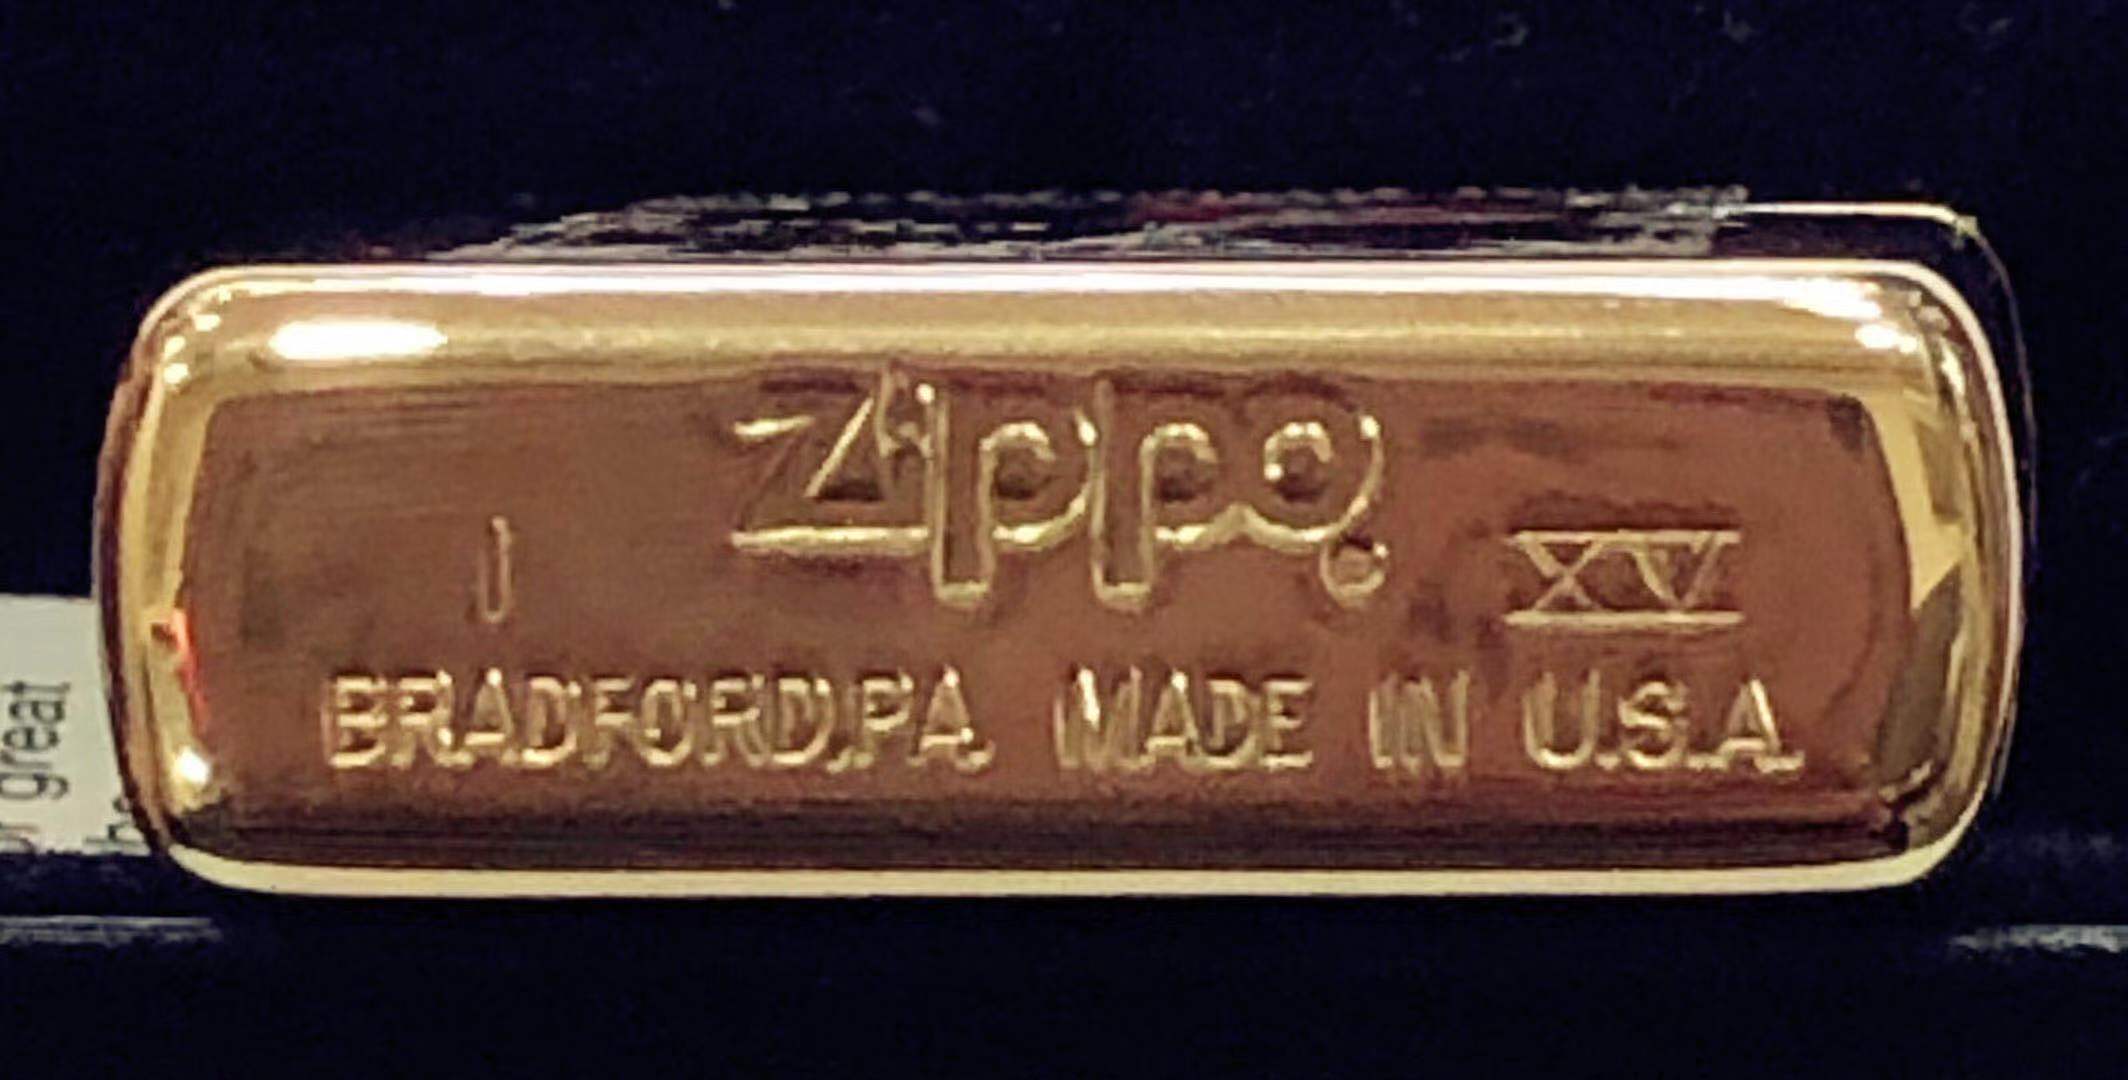 Zippo
I XV
BRADFORD,PA. MADE IN U.S.A.
great